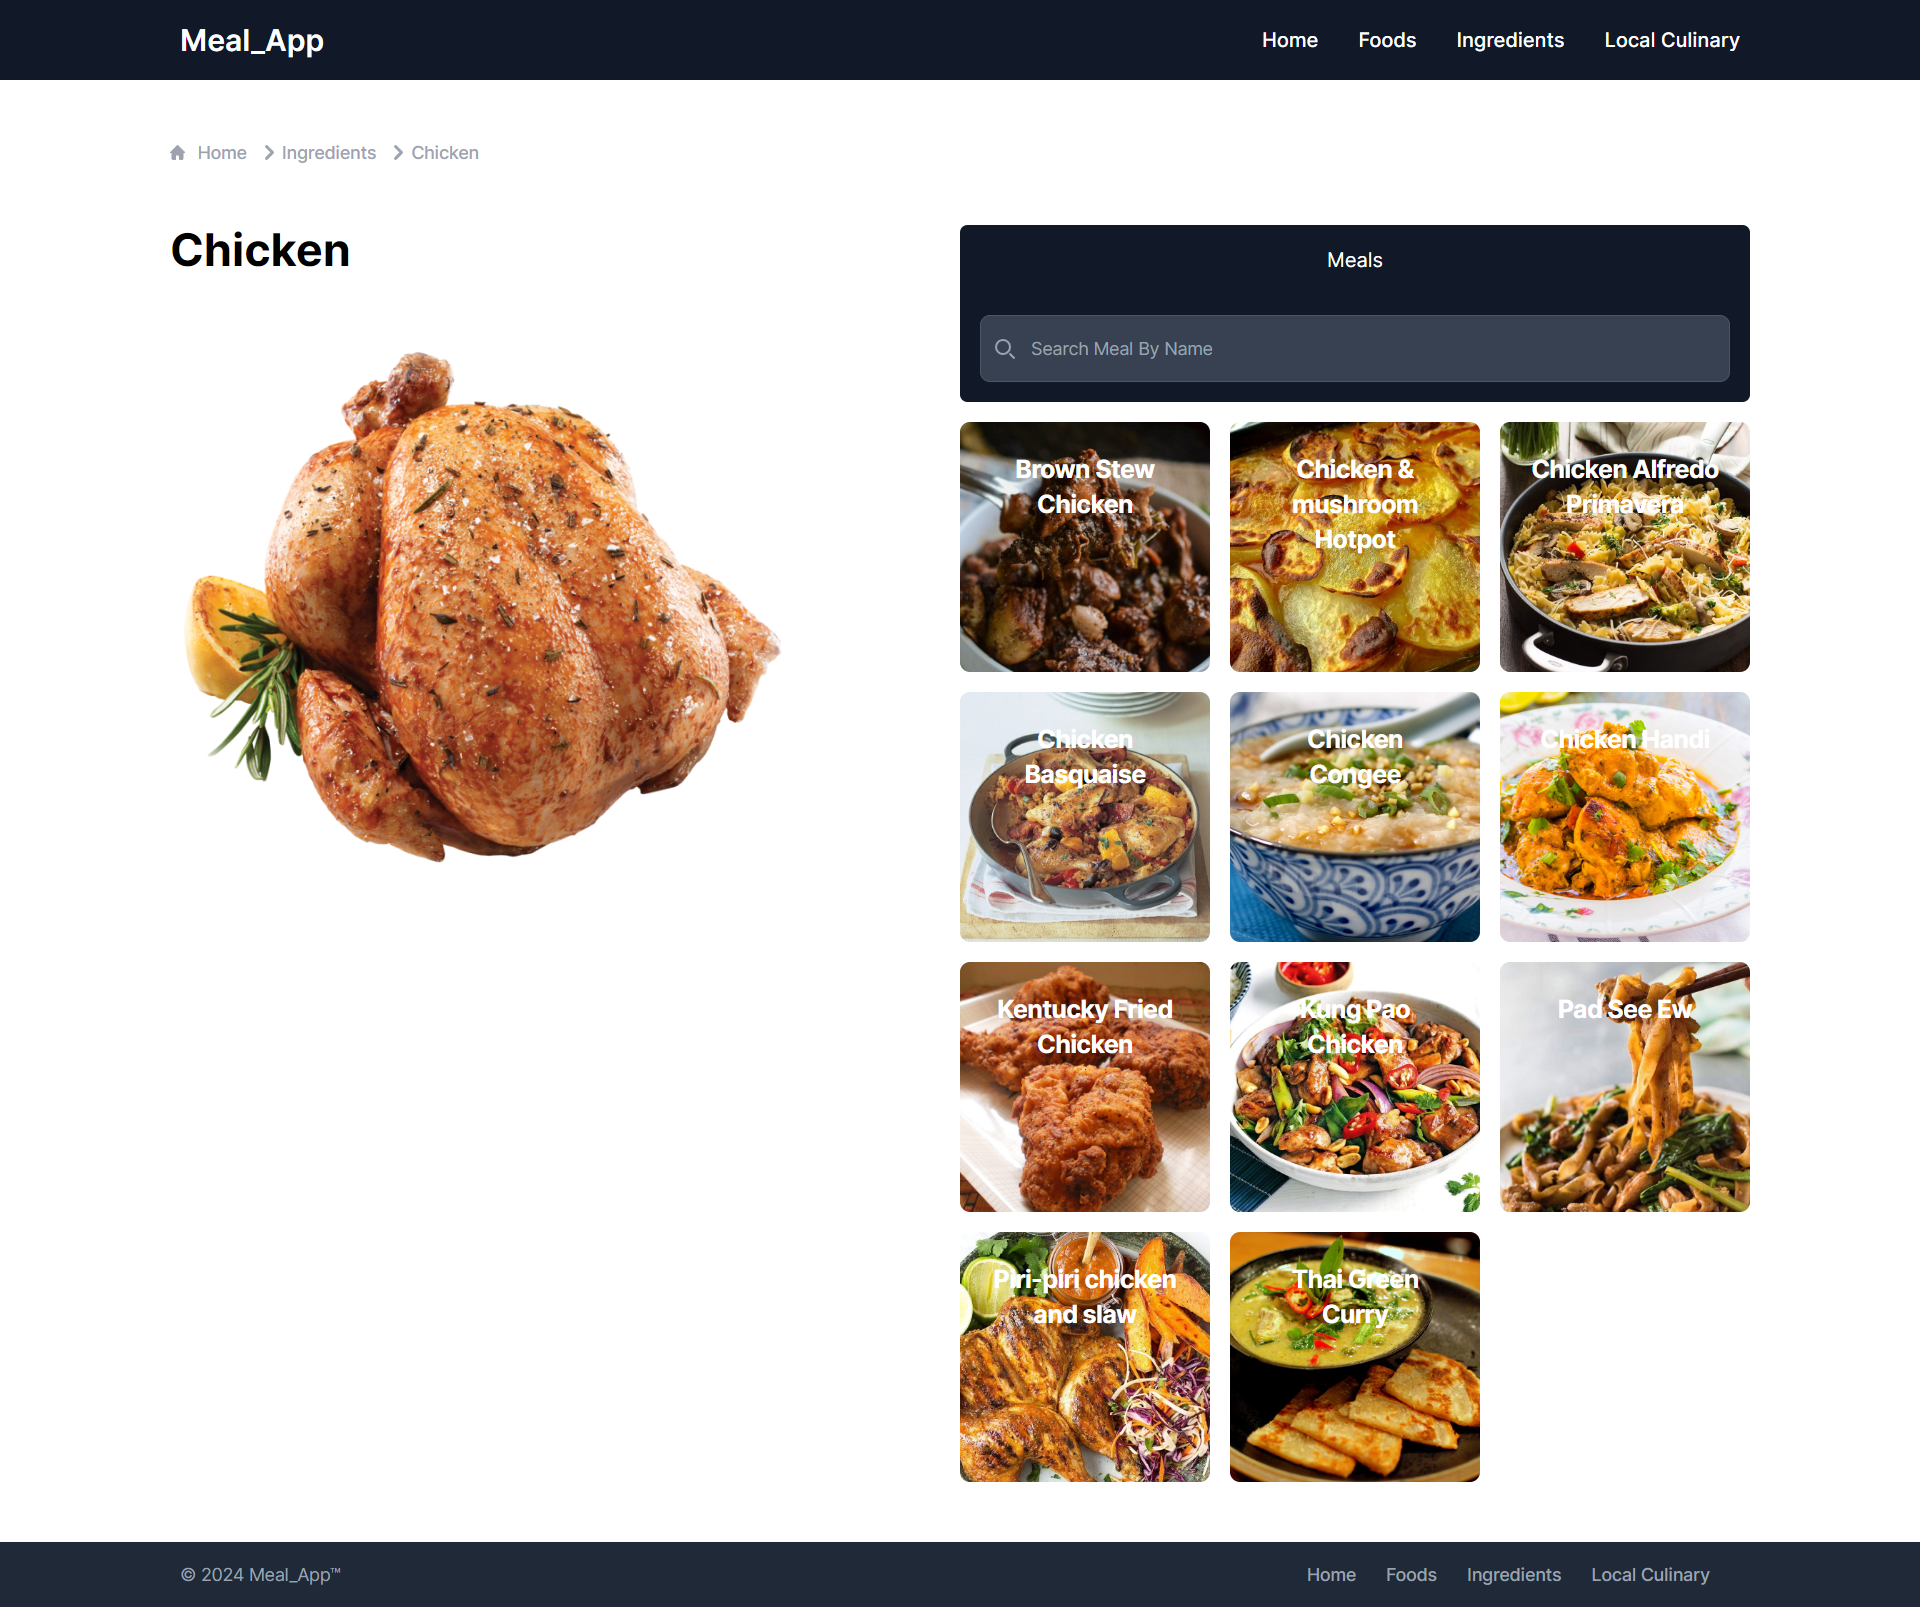 Meal_App
Home
Foods
Ingredients
Local Culinary
Home
Ingredients
Chicken
Chicken
Meals
Search Meal By Name
Brown Stew
Chicken
Chicken &
mushroom
Hotpot
Chicken Alfredo
Primavera
Chicken
Basquaise
Chicken
Congee
Chicken Handi
Kentucky Fried
Chicken
Kung Pao
Chicken
Pad See Ew
Piri-piri chicken
and slaw
Thai Green
Curry
© 2024 Meal_App™
Home
Foods
Ingredients
Local Culinary